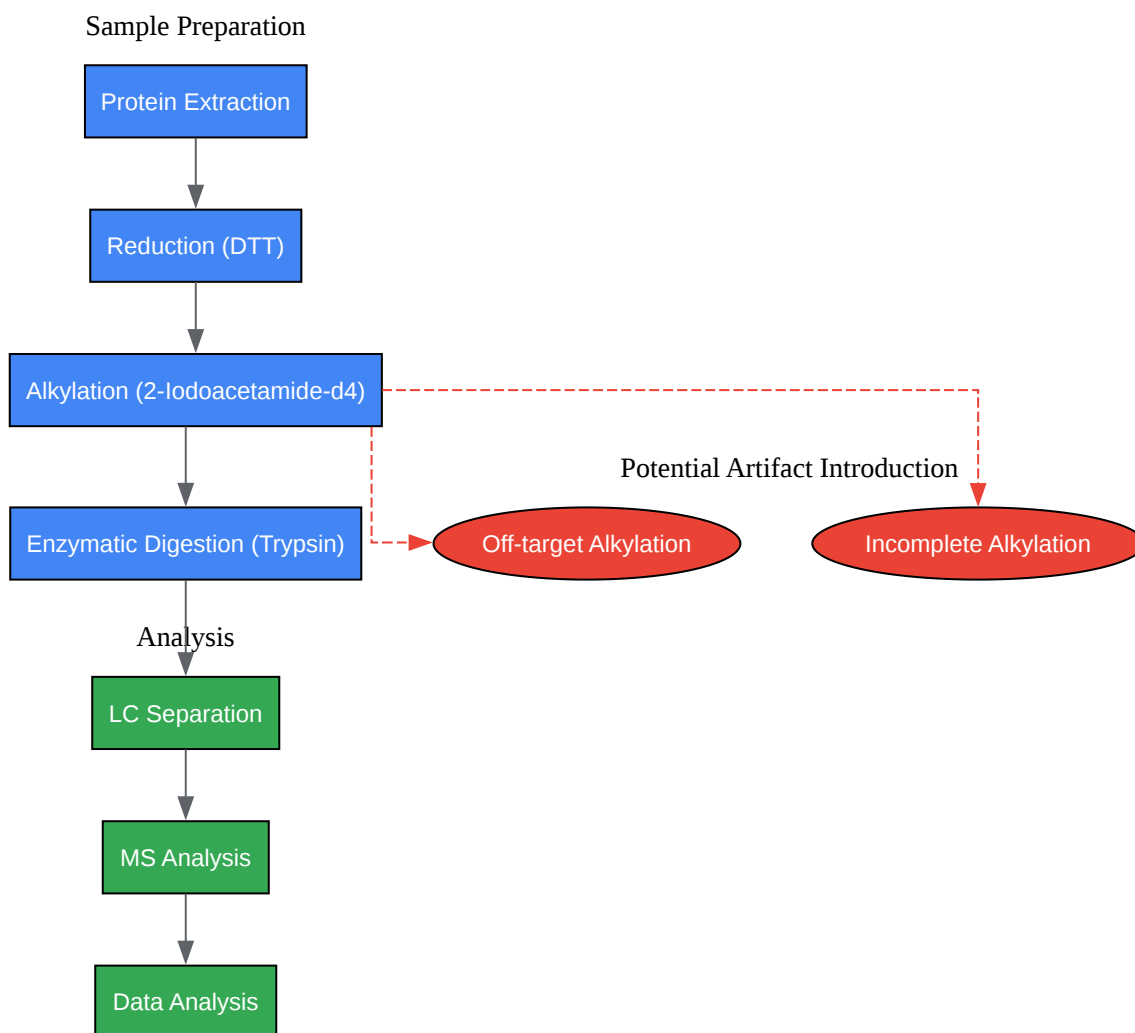 Sample Preparation
Protein Extraction
Reduction (DTT)
Alkylation (2-Iodoacetamide-d4)
Potential Artifact Introduction
Enzymatic Digestion (Trypsin)
Off-target Alkylation
Incomplete Alkylation
Analysis
LC Separation
MS Analysis
Data Analysis